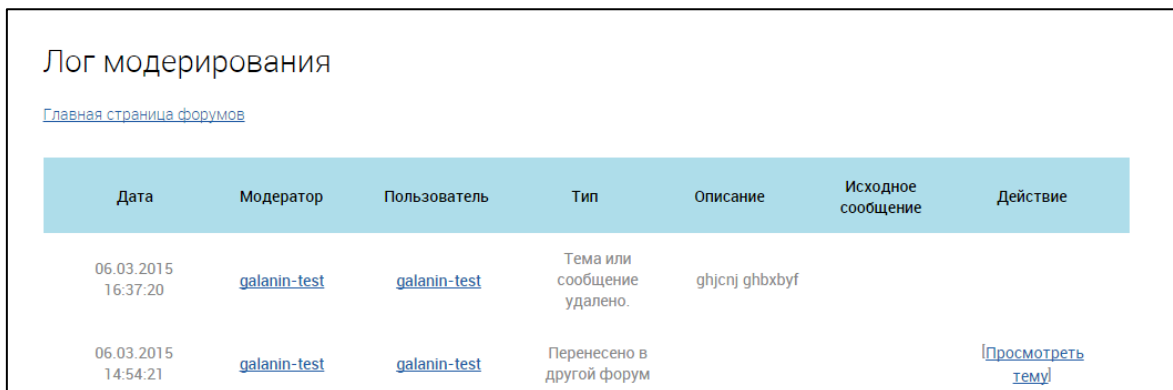 Лог модерирования
Главная страница форумов
Дата Модератор Пользователь Тип Описание Исходное сообщение Действие
06.03.2015 16:37:20 galanin-test galanin-test Тема или сообщение удалено. ghjcnj ghbxbyf
06.03.2015 14:54:21 galanin-test galanin-test Перенесено в другой форум [Просмотреть тему]